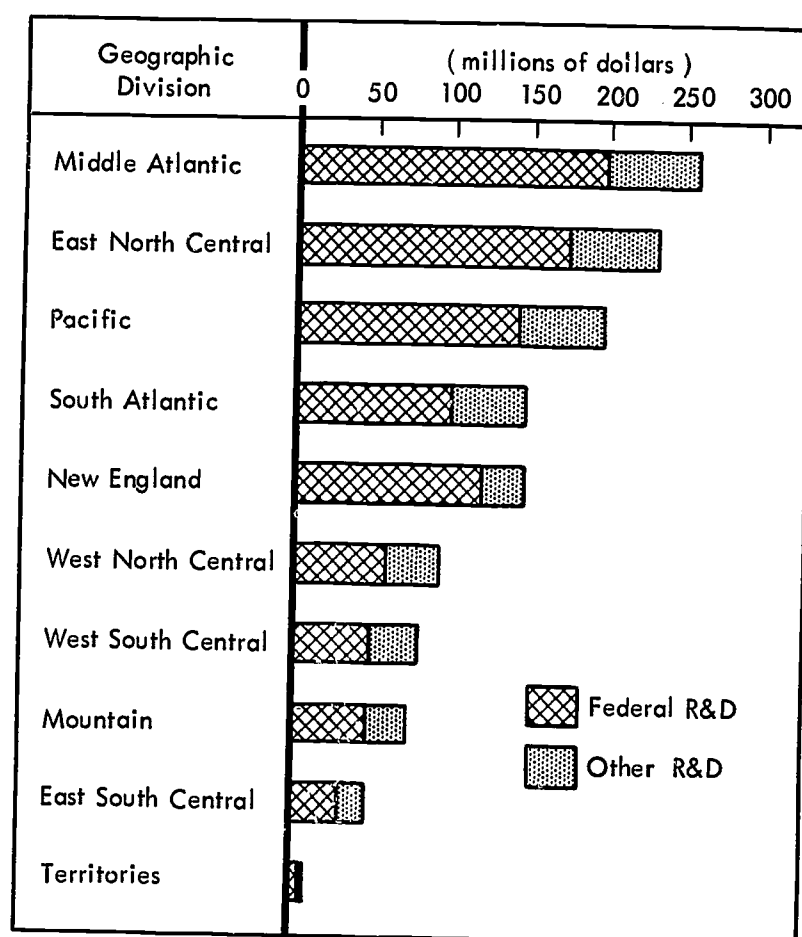 Geographic
Division
( millions of dollars )
0 50 100 150 200 250 300
Middle Atlantic
East North Central
Pacific
South Atlantic
New England
West North Central
West South Central
Mountain
East South Central
Territories
Federal R&D
Other R&D